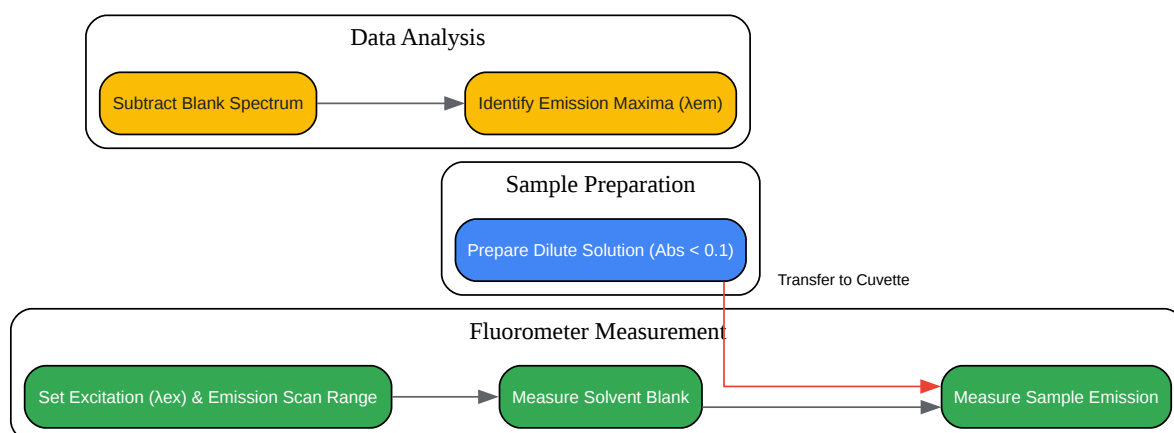 Data Analysis
Subtract Blank Spectrum
Identify Emission Maxima (λem)
Sample Preparation
Prepare Dilute Solution (Abs < 0.1)
Transfer to Cuvette
Fluorometer Measurement
Set Excitation (λex) & Emission Scan Range
Measure Solvent Blank
Measure Sample Emission